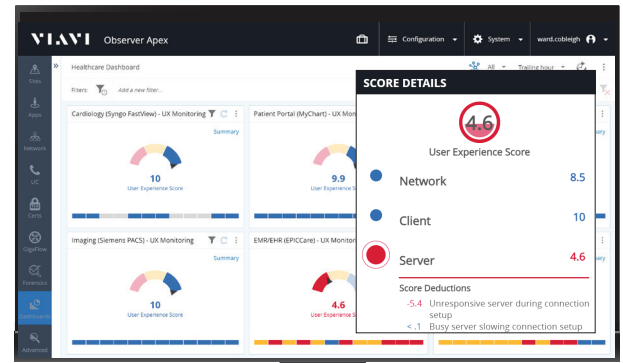 VIAVI Observer Apex
Configuration
System
ward.cobleigh
Sites
Apps
Network
UC
Certs
GigaFlow
Forensics
Dashboards
Advanced
»
Healthcare Dashboard
All
Trailing hour
Filters:
Add a new filter...
Cardiology (Syngo FastView) - UX Monitoring
Summary
10
User Experience Score
Patient Portal (MyChart) - UX Mon
9.9
User Experience S
Imaging (Siemens PACS) - UX Monitoring
Summary
10
User Experience Score
EMR/EHR (EPICCare) - UX Monitor
4.6
User Experience S
SCORE DETAILS
4.6
User Experience Score
Network 8.5
Client 10
Server 4.6
Score Deductions
-5.4 Unresponsive server during connection
setup
< .1 Busy server slowing connection setup